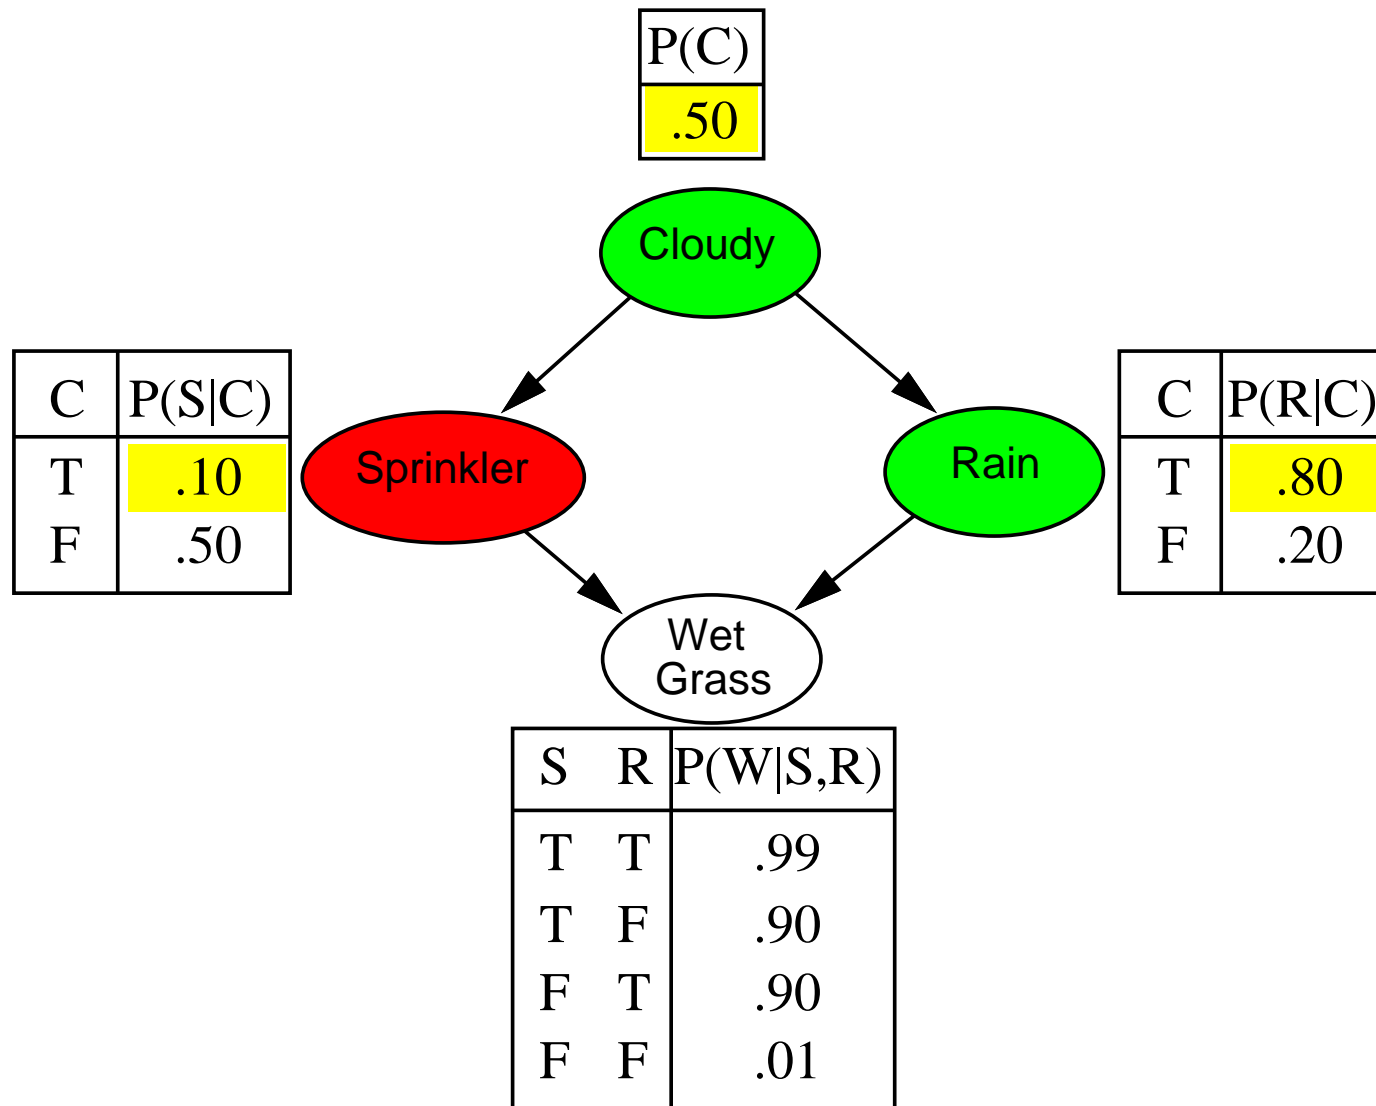 P(C)
.50
Cloudy
C P(S|C)
T .10
F .50
Sprinkler
Rain
C P(R|C)
T .80
F .20
Wet
Grass
S R P(W|S,R)
T T .99
T F .90
F T .90
F F .01